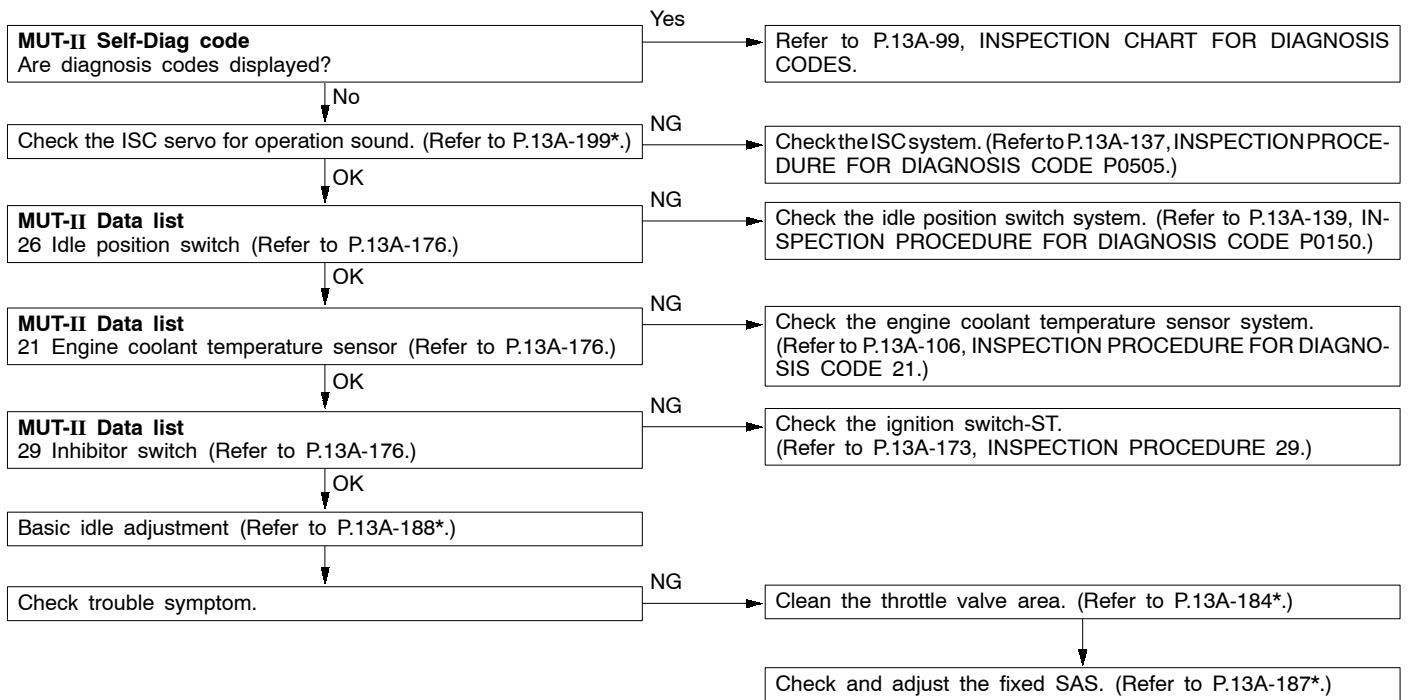 MUT-II Self-Diag code
Are diagnosis codes displayed?
Yes
Refer to P.13A-99, INSPECTION CHART FOR DIAGNOSIS
CODES.
No
Check the ISC servo for operation sound. (Refer to P.13A-199*.)
NG
Check the ISC system. (Refer to P.13A-137, INSPECTION PROCE-
DURE FOR DIAGNOSIS CODE P0505.)
OK
MUT-II Data list
26 Idle position switch (Refer to P.13A-176.)
NG
Check the idle position switch system. (Refer to P.13A-139, IN-
SPECTION PROCEDURE FOR DIAGNOSIS CODE P0150.)
OK
MUT-II Data list
21 Engine coolant temperature sensor (Refer to P.13A-176.)
NG
Check the engine coolant temperature sensor system.
(Refer to P.13A-106, INSPECTION PROCEDURE FOR DIAGNO-
SIS CODE 21.)
OK
MUT-II Data list
29 Inhibitor switch (Refer to P.13A-176.)
NG
Check the ignition switch-ST.
(Refer to P.13A-173, INSPECTION PROCEDURE 29.)
OK
Basic idle adjustment (Refer to P.13A-188*.)
Check trouble symptom.
NG
Clean the throttle valve area. (Refer to P.13A-184*.)
Check and adjust the fixed SAS. (Refer to P.13A-187*.)